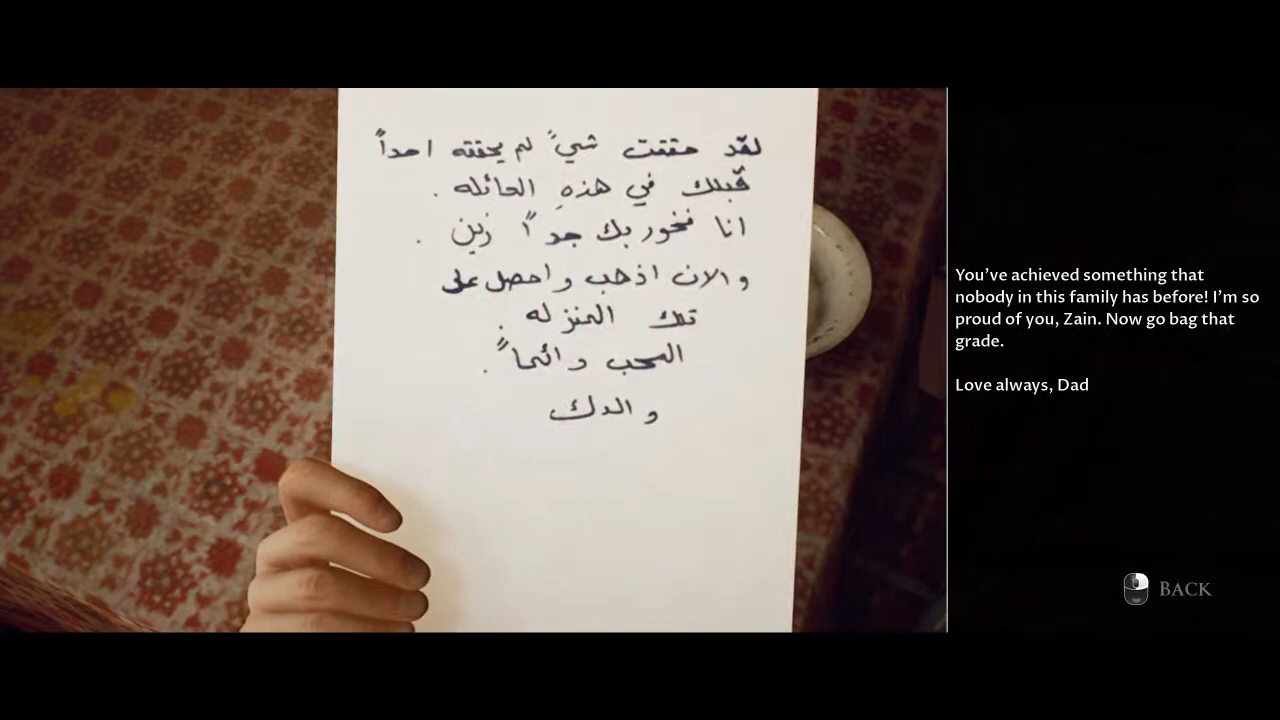 لقد حققت شيءً لم يحققه احداً
قبلك في هذهِ العائله .
انا فخور بك جداً زين .
والان اذهب واحصل على
تلك المنزله .
المحب دائماً .
والدك
You've achieved something that
nobody in this family has before! I'm so
proud of you, Zain. Now go bag that
grade.
Love always, Dad
BACK